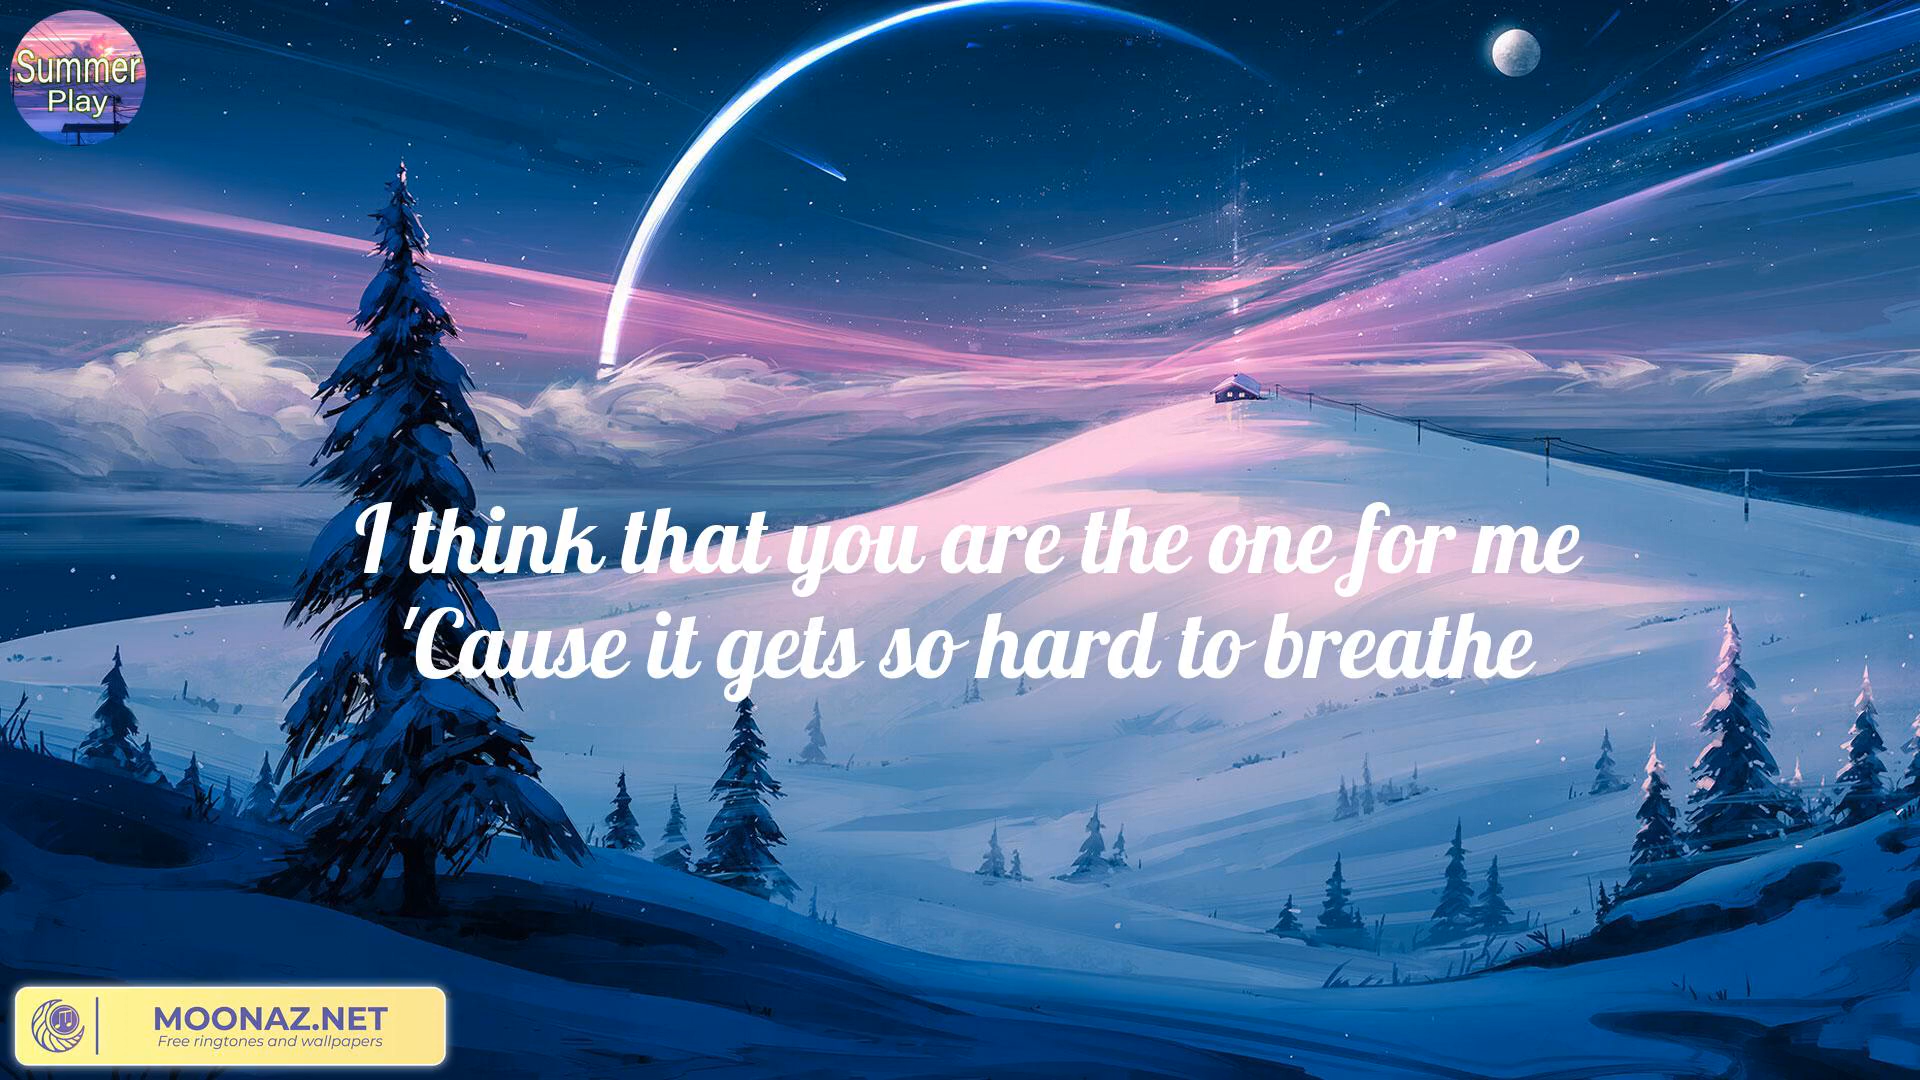 Summer
Play
I think that you are the one for me
'Cause it gets so hard to breathe
MOONAZ.NET
Free ringtones and wallpapers